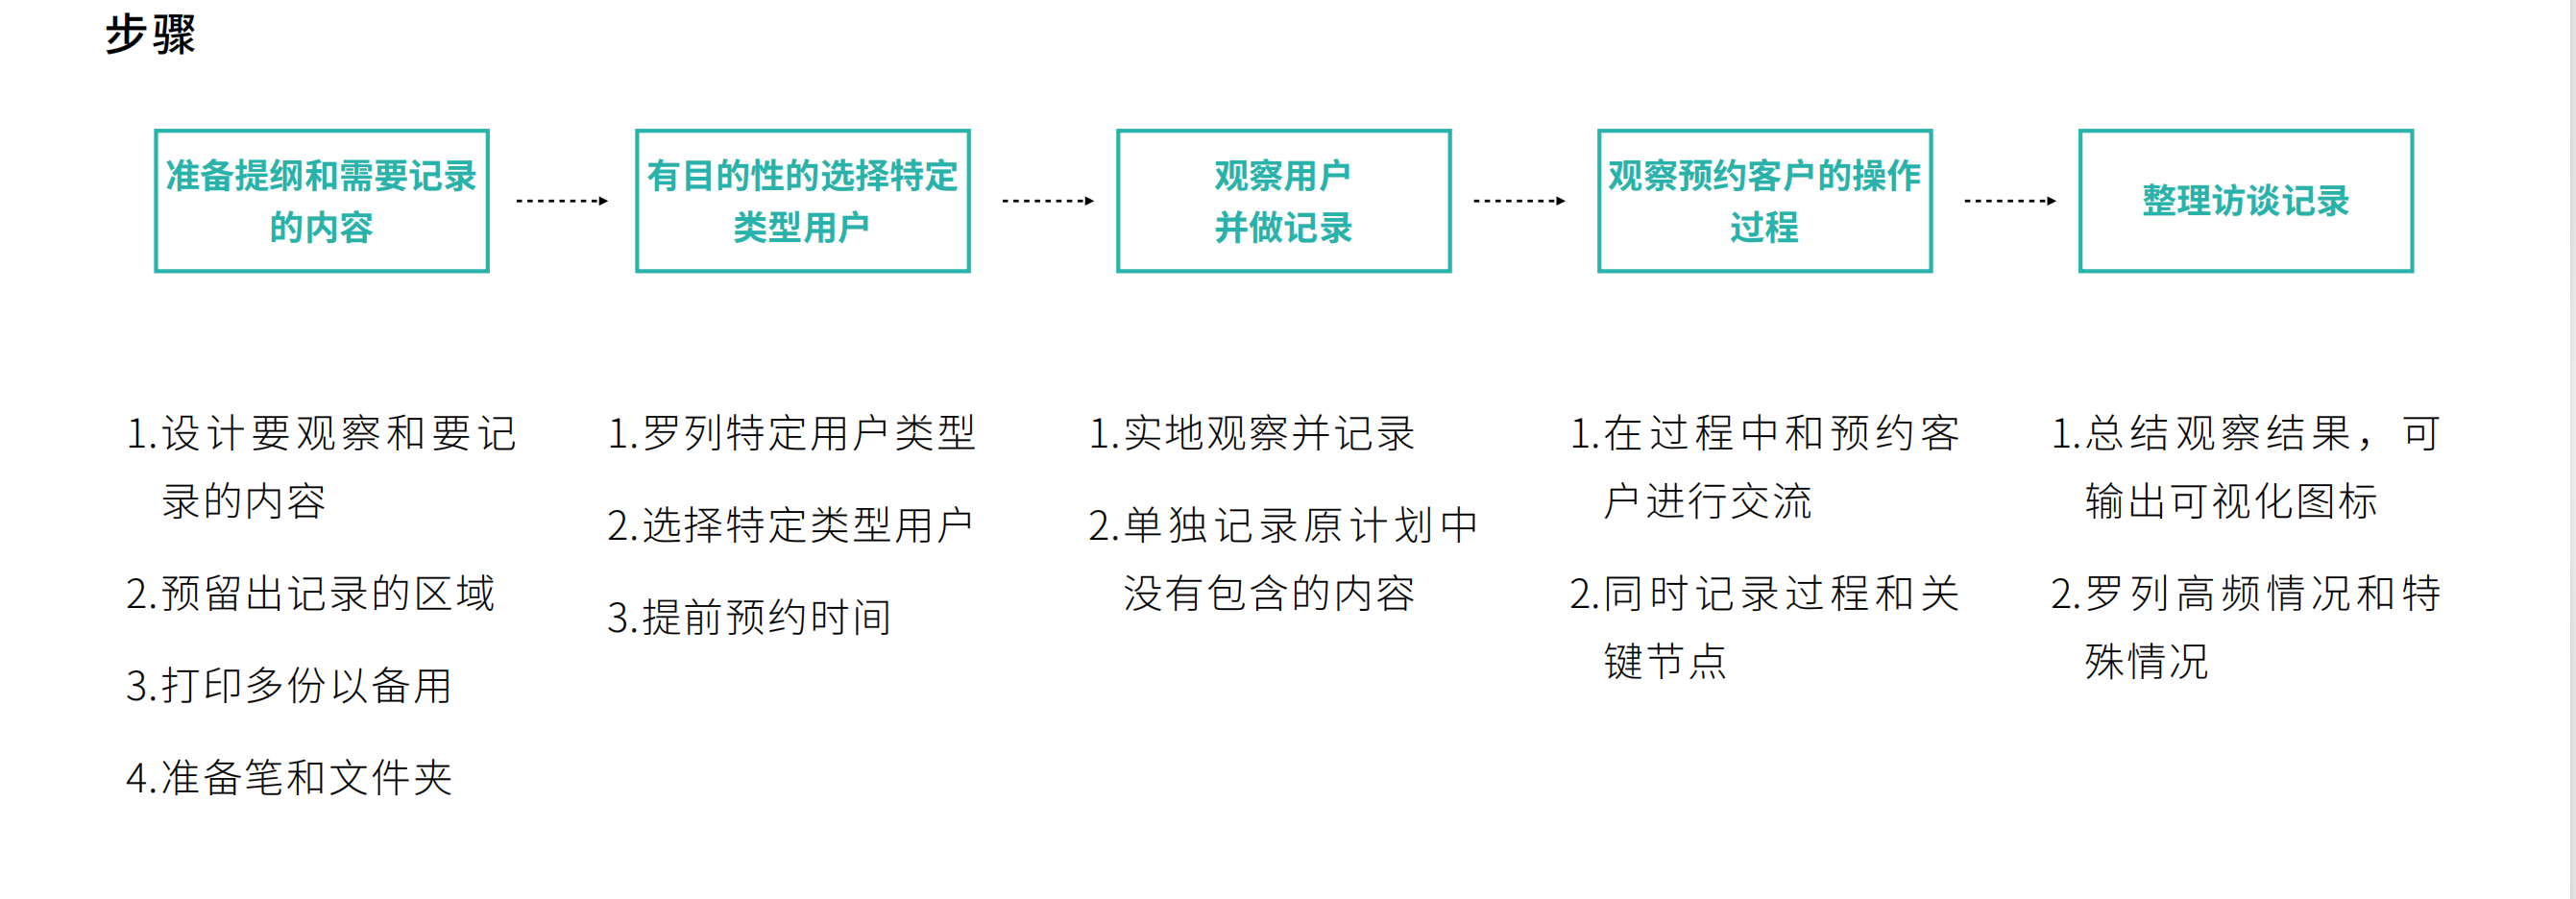 步骤
准备提纲和需要记录
的内容
有目的性的选择特定
类型用户
观察用户
并做记录
观察预约客户的操作
过程
整理访谈记录
1.设计要观察和要记
录的内容
2.预留出记录的区域
3.打印多份以备用
4.准备笔和文件夹
1.罗列特定用户类型
2.选择特定类型用户
3.提前预约时间
1.实地观察并记录
2.单独记录原计划中
没有包含的内容
1.在过程中和预约客
户进行交流
2.同时记录过程和关
键节点
1.总结观察结果，可
输出可视化图标
2.罗列高频情况和特
殊情况